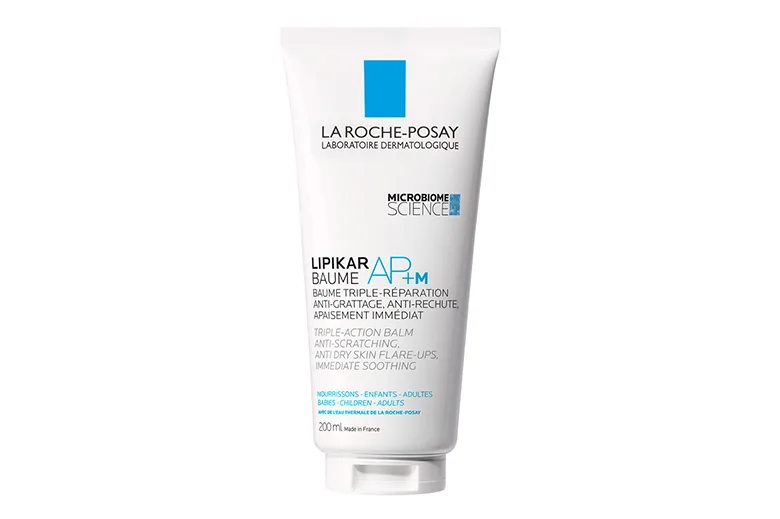 LA ROCHE-POSAY
LABORATOIRE DERMATOLOGIQUE
MICROBIOME
SCIENCE
LIPIKAR
BAUME AP+M
BAUME TRIPLE-RÉPARATION
ANTI-GRATTAGE, ANTI-RECHUTE,
APAISEMENT IMMÉDIAT
TRIPLE-ACTION BALM
ANTI-SCRATCHING,
ANTI DRY SKIN FLARE-UPS,
IMMEDIATE SOOTHING
NOURRISSONS - ENFANTS - ADULTES
BABIES - CHILDREN - ADULTS
AVEC DE L'EAU THERMALE DE LA ROCHE-POSAY
200 mL Made in France